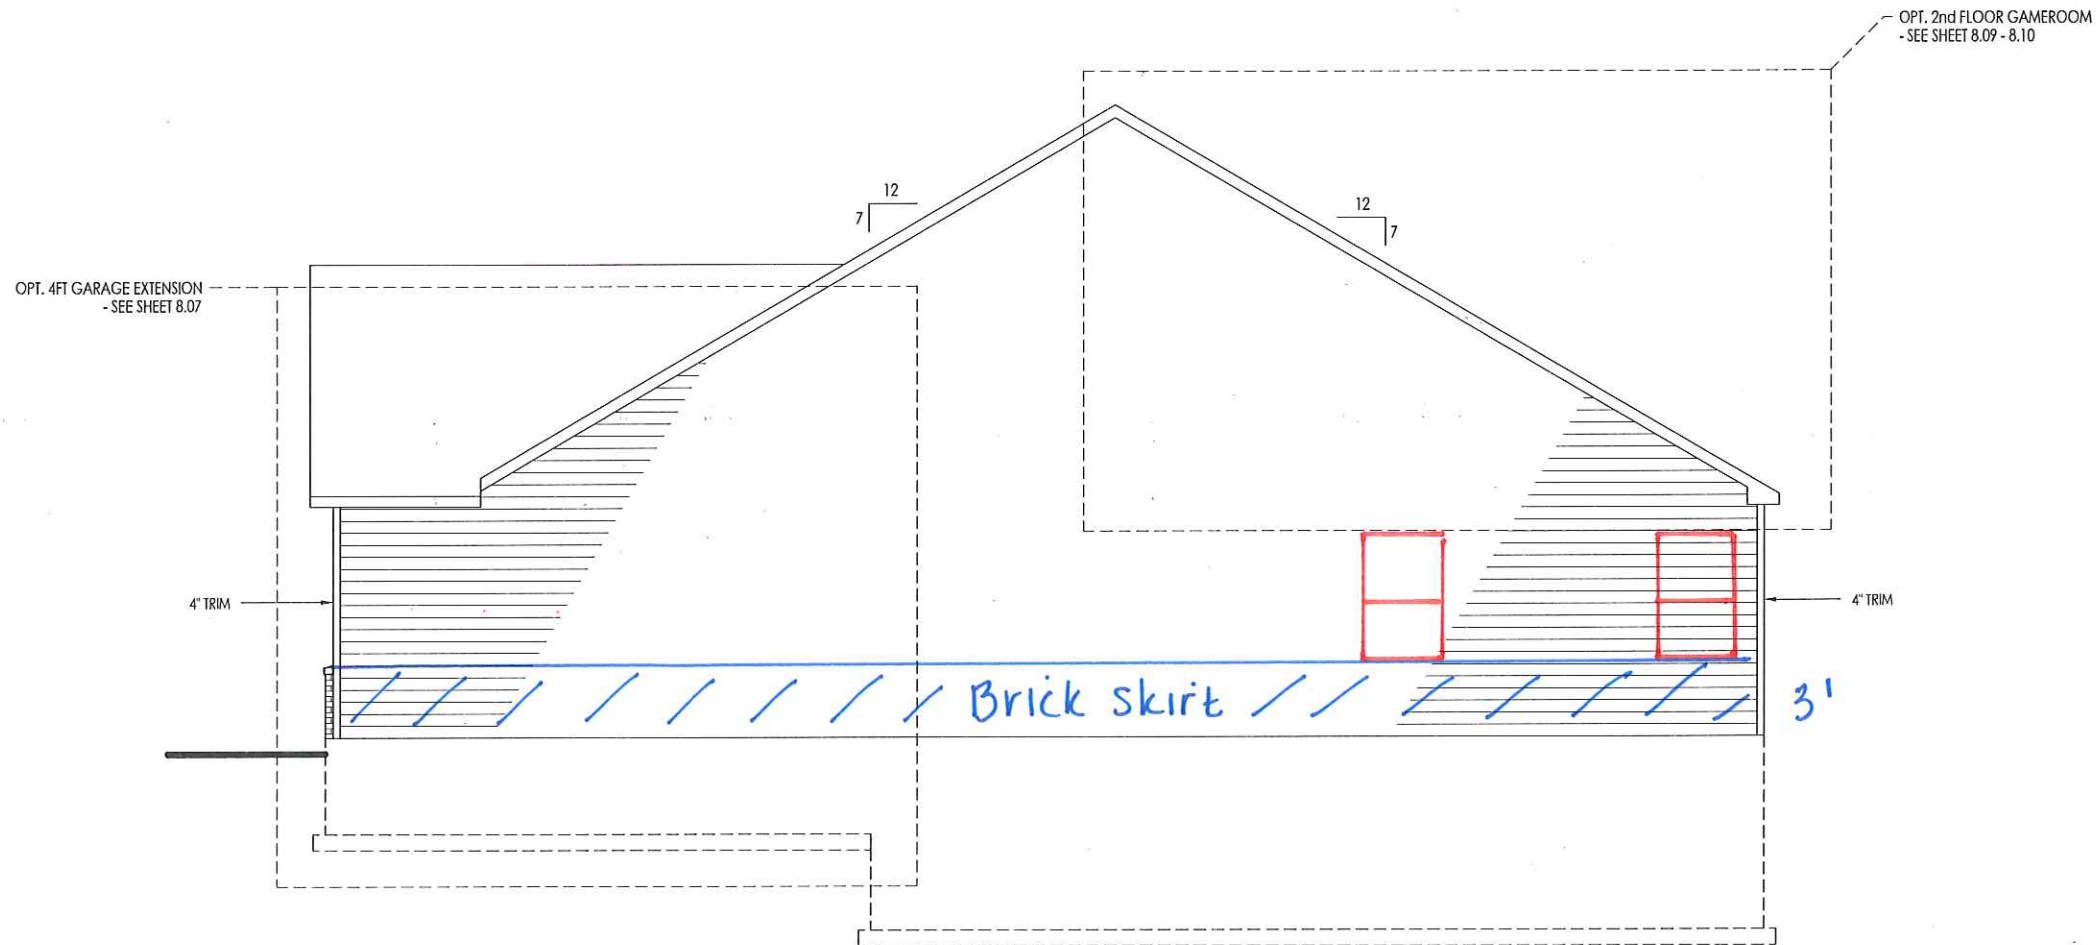 OPT. 2nd FLOOR GAMEROOM
- SEE SHEET 8.09 - 8.10
12
7
12
7
OPT. 4FT GARAGE EXTENSION
- SEE SHEET 8.07
4" TRIM
4" TRIM
Brick skirt
3'